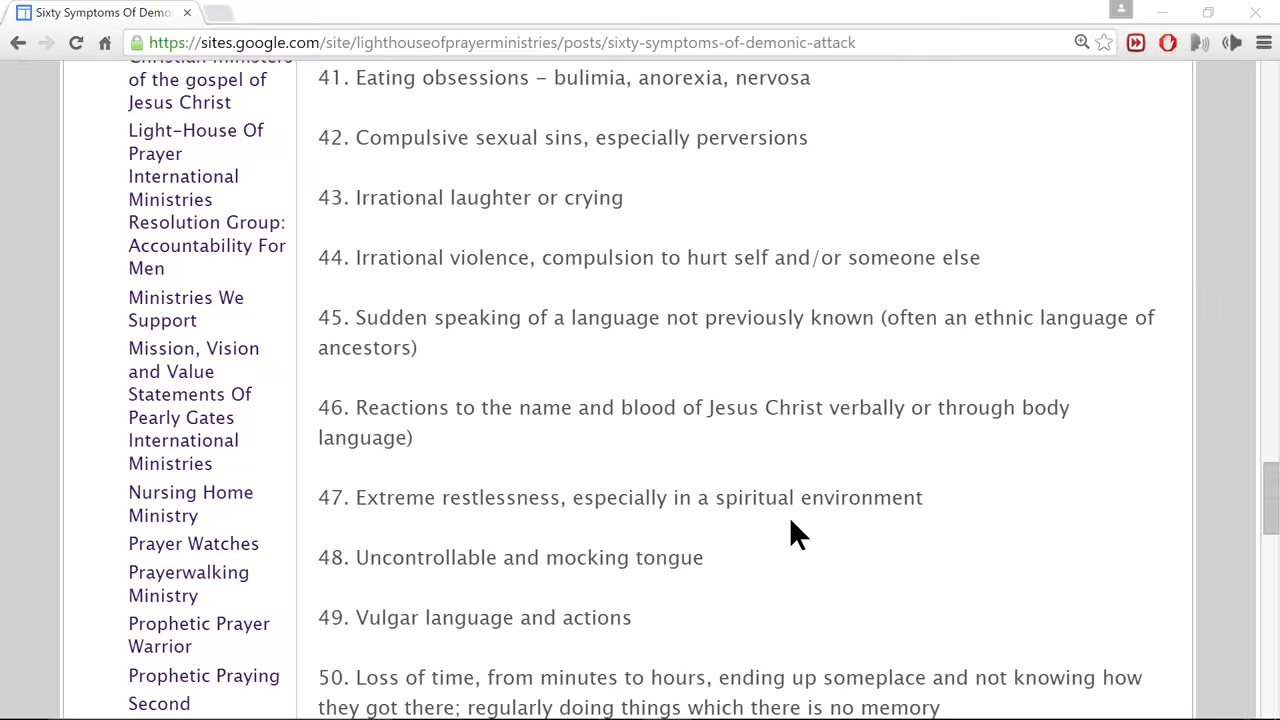 Sixty Symptoms Of Demo
https://sites.google.com/site/lighthouseofprayerministries/posts/sixty-symptoms-of-demonic-attack
Christian ministers
of the gospel of
Jesus Christ
Light-House Of
Prayer
International
Ministries
Resolution Group:
Accountability For
Men
Ministries We
Support
Mission, Vision
and Value
Statements Of
Pearly Gates
International
Ministries
Nursing Home
Ministry
Prayer Watches
Prayerwalking
Ministry
Prophetic Prayer
Warrior
Prophetic Praying
Second
41. Eating obsessions – bulimia, anorexia, nervosa
42. Compulsive sexual sins, especially perversions
43. Irrational laughter or crying
44. Irrational violence, compulsion to hurt self and/or someone else
45. Sudden speaking of a language not previously known (often an ethnic language of
ancestors)
46. Reactions to the name and blood of Jesus Christ verbally or through body
language)
47. Extreme restlessness, especially in a spiritual environment
48. Uncontrollable and mocking tongue
49. Vulgar language and actions
50. Loss of time, from minutes to hours, ending up someplace and not knowing how
they got there; regularly doing things which there is no memory